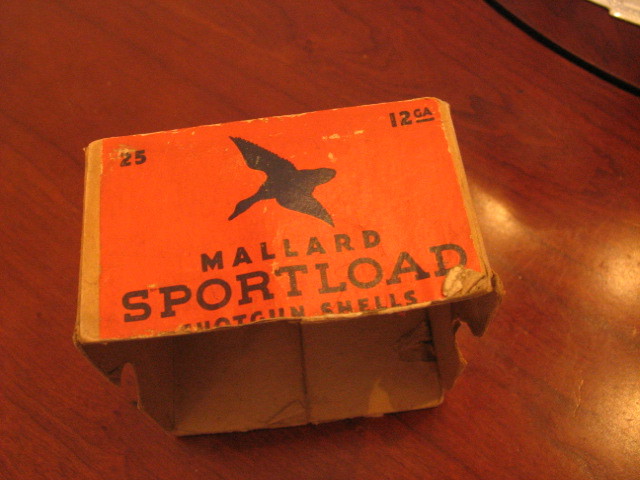 25
12 GA
MALLARD
SPORTLOAD
SHOTGUN SHELLS